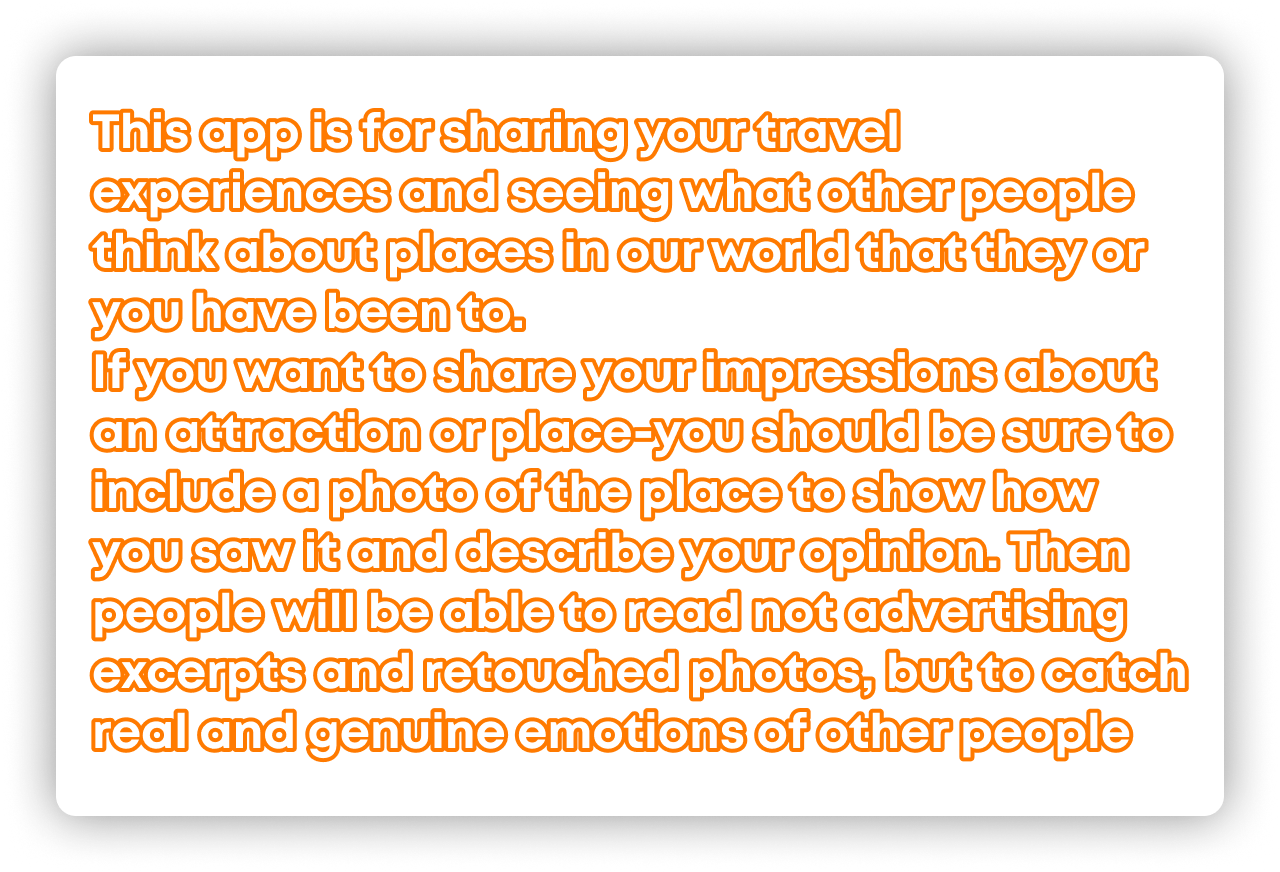 This app is for sharing your travel
experiences and seeing what other people
think about places in our world that they or
you have been to.
If you want to share your impressions about
an attraction or place-you should be sure to
include a photo of the place to show how
you saw it and describe your opinion. Then
people will be able to read not advertising
excerpts and retouched photos, but to catch
real and genuine emotions of other people